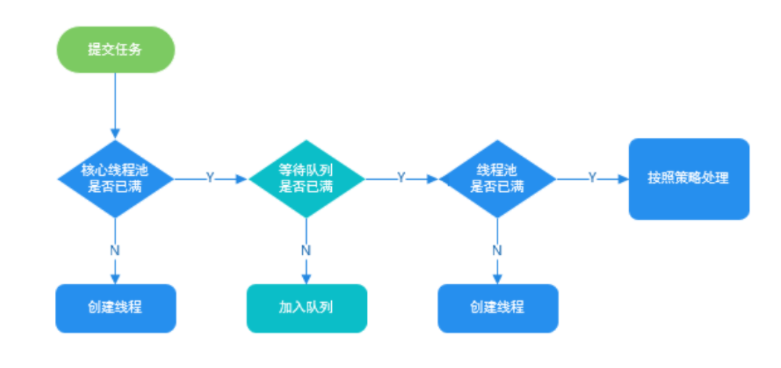 提交任务
核心线程池
是否已满
Y
等待队列
是否已满
Y
线程池
是否已满
Y
按照策略处理
N
N
N
创建线程
加入队列
创建线程